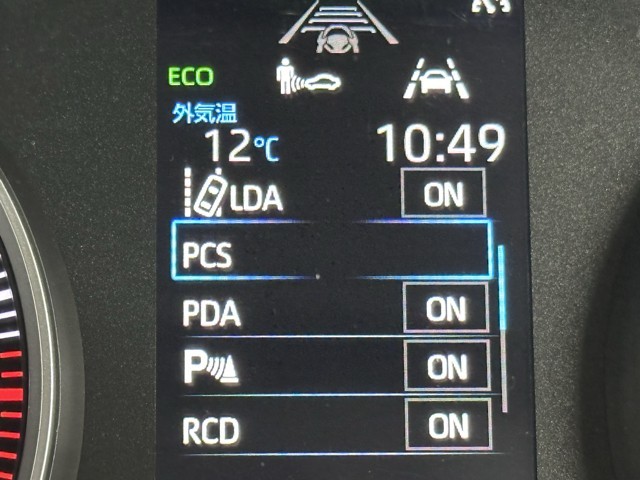 ECO
外気温
12℃ 10:49
LDA ON
PCS
PDA ON
P ON
RCD ON